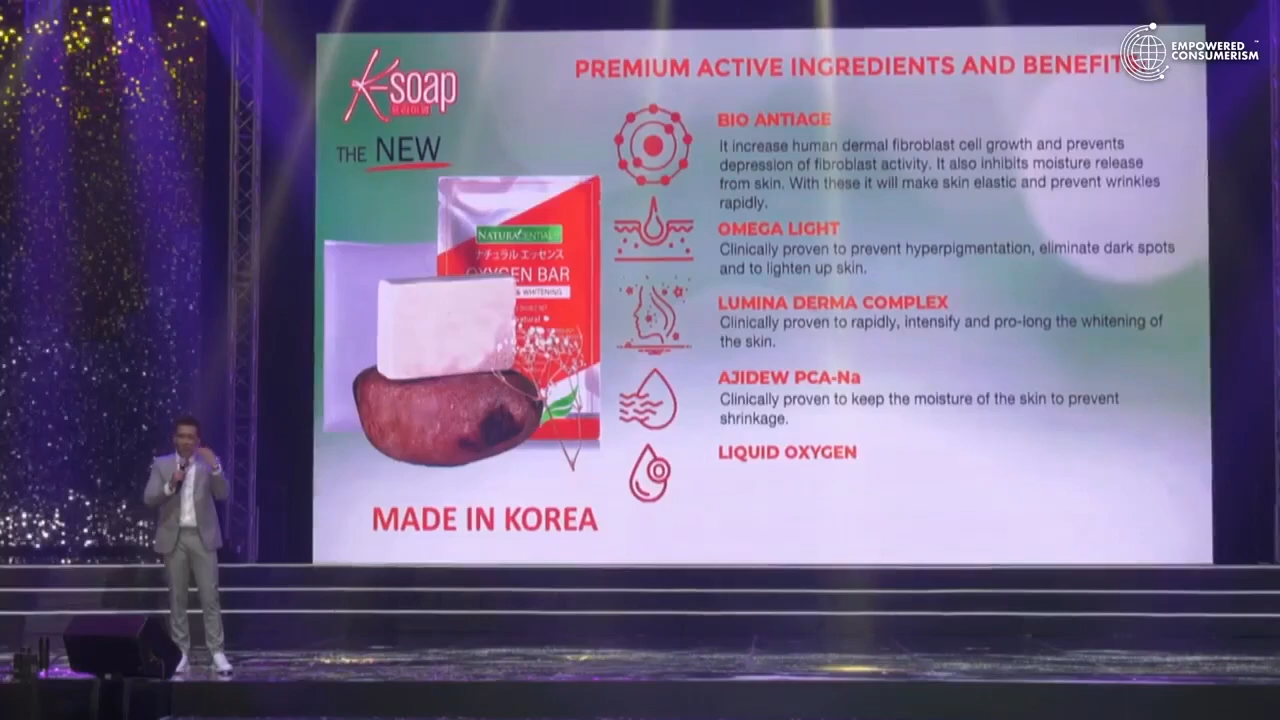 K-soap
THE NEW
NATURACENTIALS
ナチュラル エッセンス
OXYGEN BAR
& WHITENING
MADE IN KOREA
PREMIUM ACTIVE INGREDIENTS AND BENEFIT
BIO ANTIAGE
It increase human dermal fibroblast cell growth and prevents
depression of fibroblast activity. It also inhibits moisture release
from skin. With these it will make skin elastic and prevent wrinkles
rapidly.
OMEGA LIGHT
Clinically proven to prevent hyperpigmentation, eliminate dark spots
and to lighten up skin.
LUMINA DERMA COMPLEX
Clinically proven to rapidly, intensify and pro-long the whitening of
the skin.
AJIDEW PCA-Na
Clinically proven to keep the moisture of the skin to prevent
shrinkage.
LIQUID OXYGEN
EMPOWERED
CONSUMERISM™